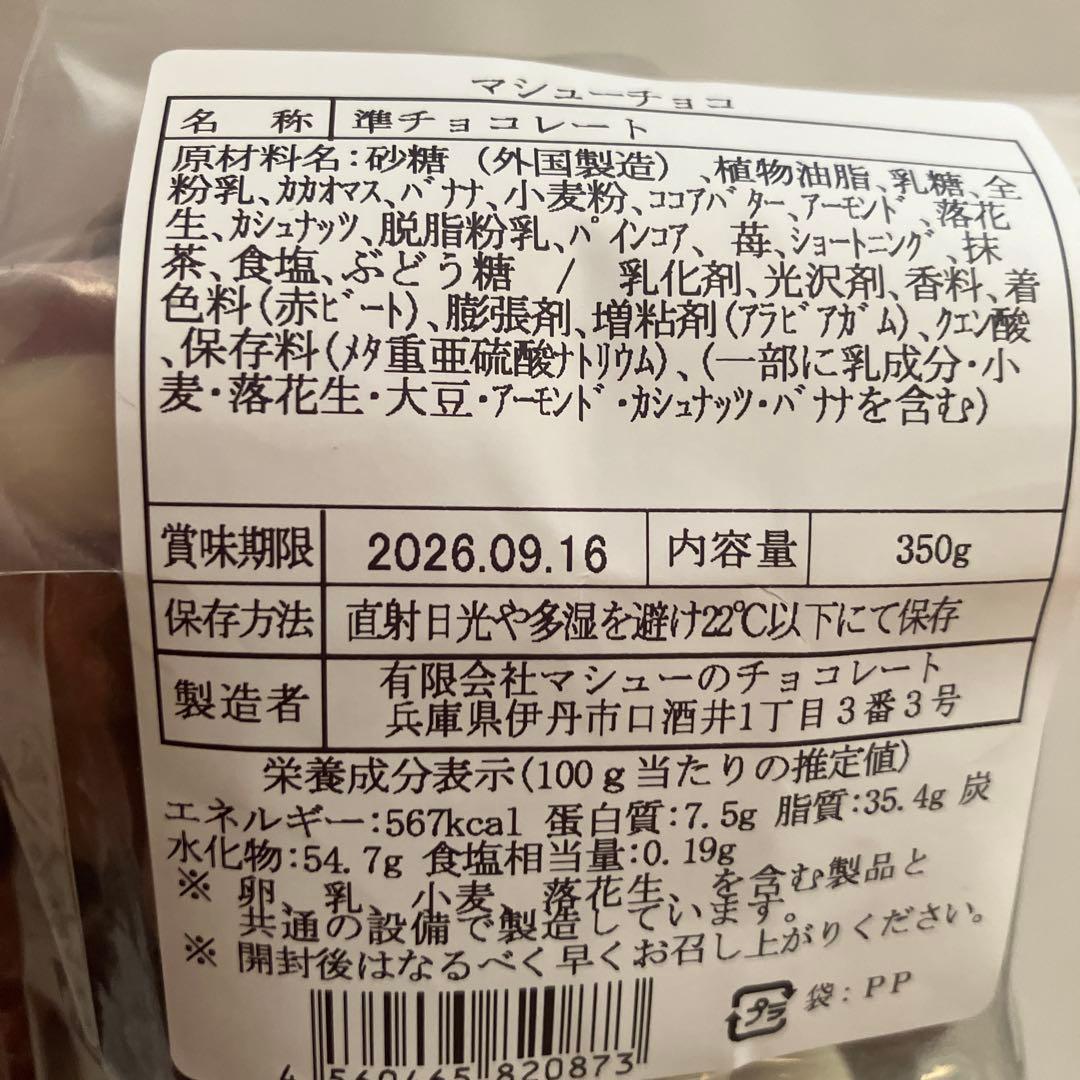 マシューチョコ
名 称 準チョコレート
原材料名:砂糖 (外国製造)、植物油脂、乳糖、全
粉乳、カカオマス、バナナ、小麦粉、ココアバター、アーモンド、落花
生、カシュナッツ、脱脂粉乳、パインコア、苺、ショートニング、抹
茶、食塩、ぶどう糖 / 乳化剤、光沢剤、香料、着
色料(赤ビート)、膨張剤、増粘剤(アラビアガム)、クエン酸
、保存料(メタ重亜硫酸ナトリウム)、(一部に乳成分・小
麦・落花生・大豆・アーモンド・カシュナッツ・バナナを含む)
賞味期限 2026.09.16 内容量 350g
保存方法 直射日光や多湿を避け22℃以下にて保存
製造者 有限会社マシューのチョコレート
兵庫県伊丹市口酒井1丁目3番3号
栄養成分表示(100g当たりの推定値)
エネルギー:567kcal 蛋白質:7.5g 脂質:35.4g 炭
水化物:54.7g 食塩相当量:0.19g
※ 卵、乳、小麦、落花生、を含む製品と
共通の設備で製造しています。
※ 開封後はなるべく早くお召し上がりください。
プラ 袋:PP
4 560465 820873